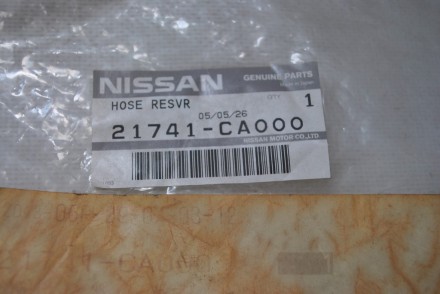 NISSAN
GENUINE PARTS
HOSE RESVR
QTY
1
05/05/26
21741-CA000
NISSAN MOTOR CO.,LTD